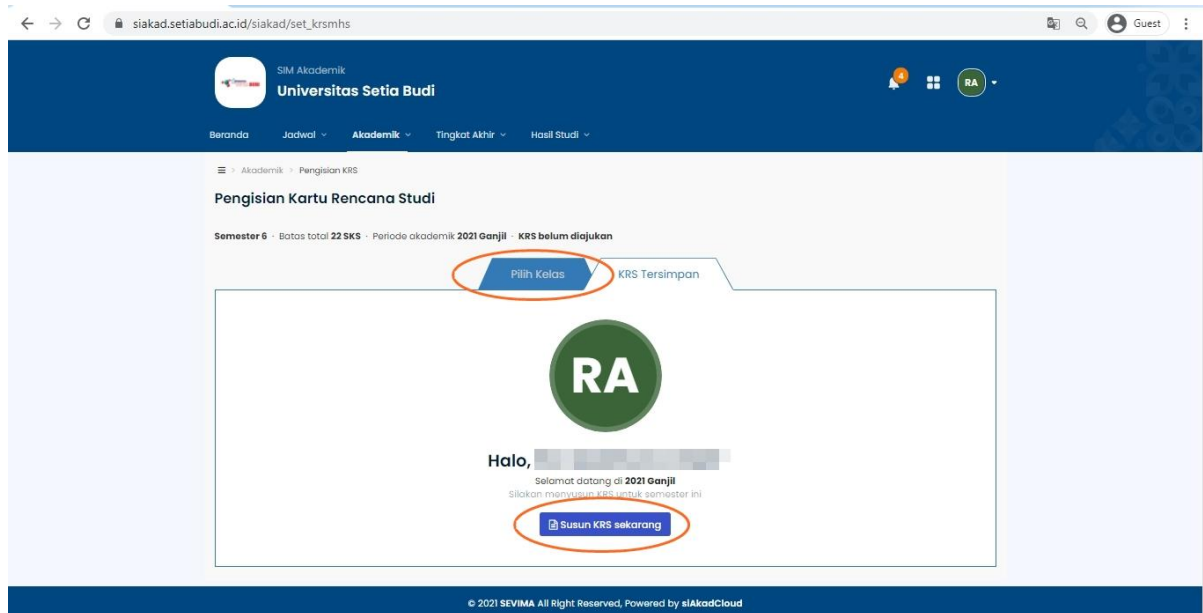 siakad.setiabudi.ac.id/siakad/set_krsmhs
Guest
SIM Akademik
Universitas Setia Budi
4
RA
Beranda Jadwal Akademik Tingkat Akhir Hasil Studi
Akademik > Pengisian KRS
Pengisian Kartu Rencana Studi
Semester 6 · Batas total 22 SKS · Periode akademik 2021 Ganjil · KRS belum diajukan
Pilih Kelas KRS Tersimpan
RA
Halo,
Selamat datang di 2021 Ganjil
Silakan menyusun KRS untuk semester ini
Susun KRS sekarang
© 2021 SEVIMA All Right Reserved, Powered by siAkadCloud